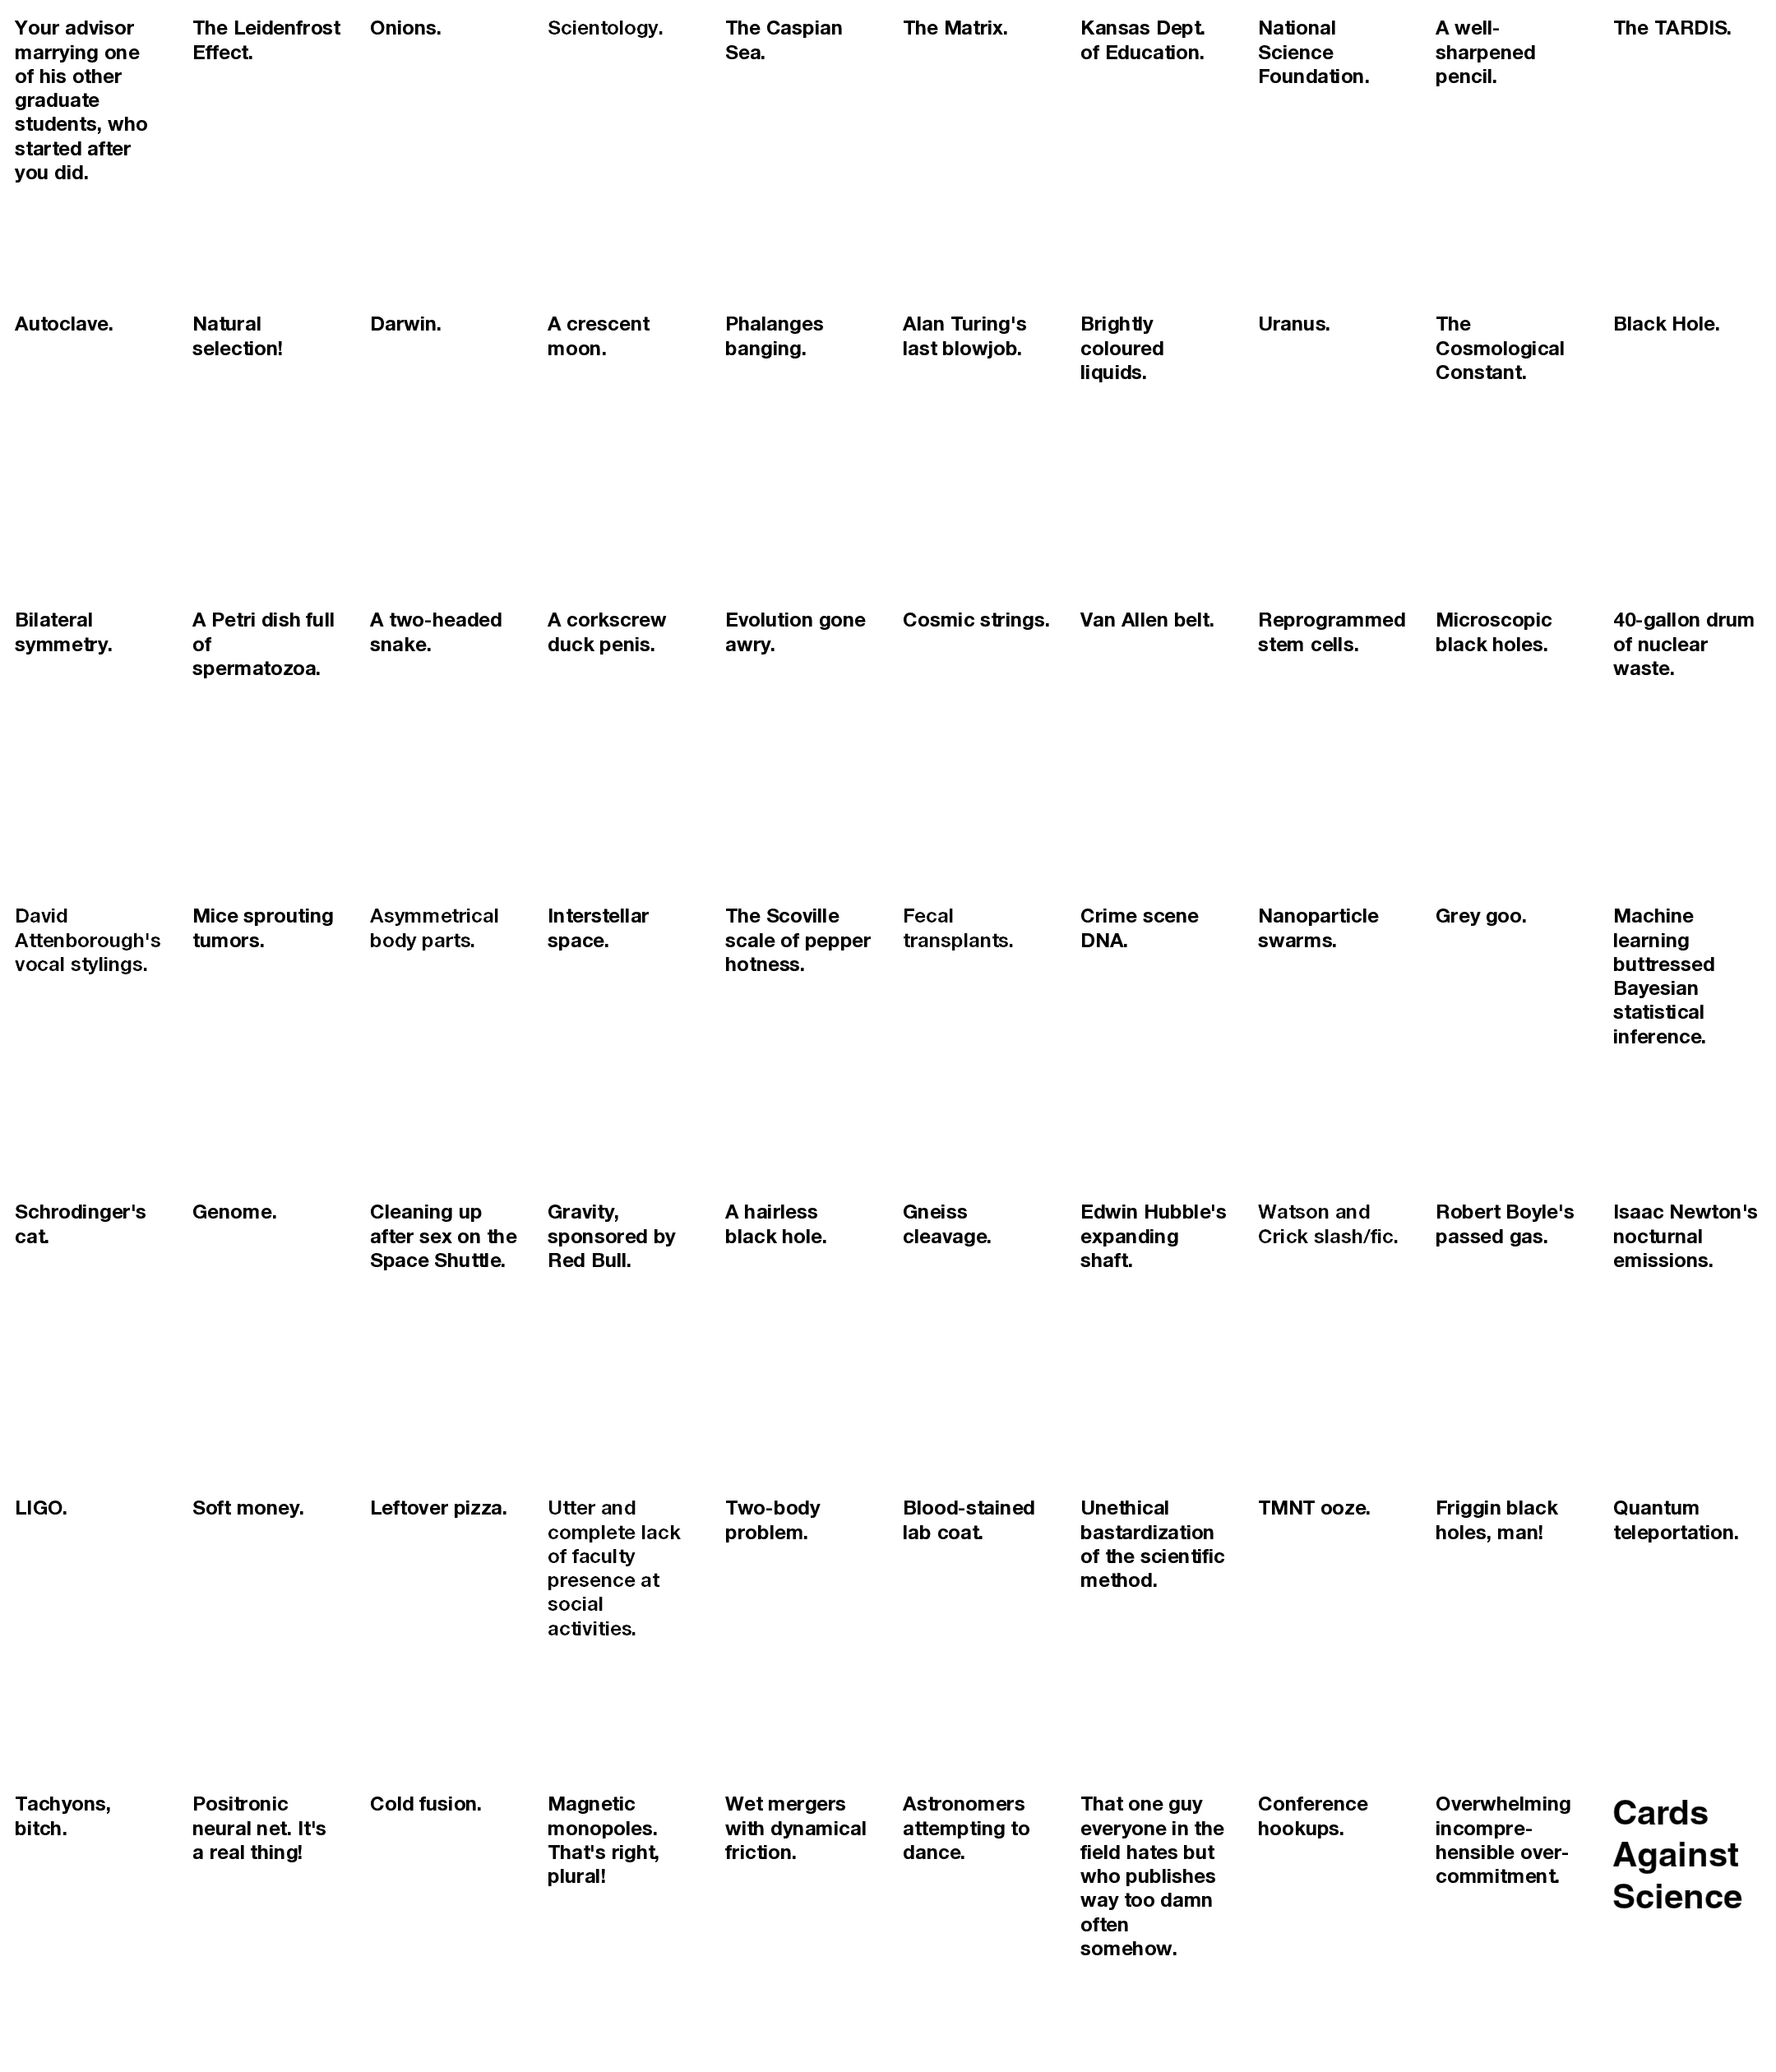 Your advisor
marrying one
of his other
graduate
students, who
started after
you did.
The Leidenfrost
Effect.
Onions.
Scientology.
The Caspian
Sea.
The Matrix.
Kansas Dept.
of Education.
National
Science
Foundation.
A well-
sharpened
pencil.
The TARDIS.
Autoclave.
Natural
selection!
Darwin.
A crescent
moon.
Phalanges
banging.
Alan Turing's
last blowjob.
Brightly
coloured
liquids.
Uranus.
The
Cosmological
Constant.
Black Hole.
Bilateral
symmetry.
A Petri dish full
of
spermatozoa.
A two-headed
snake.
A corkscrew
duck penis.
Evolution gone
awry.
Cosmic strings.
Van Allen belt.
Reprogrammed
stem cells.
Microscopic
black holes.
40-gallon drum
of nuclear
waste.
David
Attenborough's
vocal stylings.
Mice sprouting
tumors.
Asymmetrical
body parts.
Interstellar
space.
The Scoville
scale of pepper
hotness.
Fecal
transplants.
Crime scene
DNA.
Nanoparticle
swarms.
Grey goo.
Machine
learning
buttressed
Bayesian
statistical
inference.
Schrodinger's
cat.
Genome.
Cleaning up
after sex on the
Space Shuttle.
Gravity,
sponsored by
Red Bull.
A hairless
black hole.
Gneiss
cleavage.
Edwin Hubble's
expanding
shaft.
Watson and
Crick slash/fic.
Robert Boyle's
passed gas.
Isaac Newton's
nocturnal
emissions.
LIGO.
Soft money.
Leftover pizza.
Utter and
complete lack
of faculty
presence at
social
activities.
Two-body
problem.
Blood-stained
lab coat.
Unethical
bastardization
of the scientific
method.
TMNT ooze.
Friggin black
holes, man!
Quantum
teleportation.
Tachyons,
bitch.
Positronic
neural net. It's
a real thing!
Cold fusion.
Magnetic
monopoles.
That's right,
plural!
Wet mergers
with dynamical
friction.
Astronomers
attempting to
dance.
That one guy
everyone in the
field hates but
who publishes
way too damn
often
somehow.
Conference
hookups.
Overwhelming
incompre-
hensible over-
commitment.
Cards
Against
Science